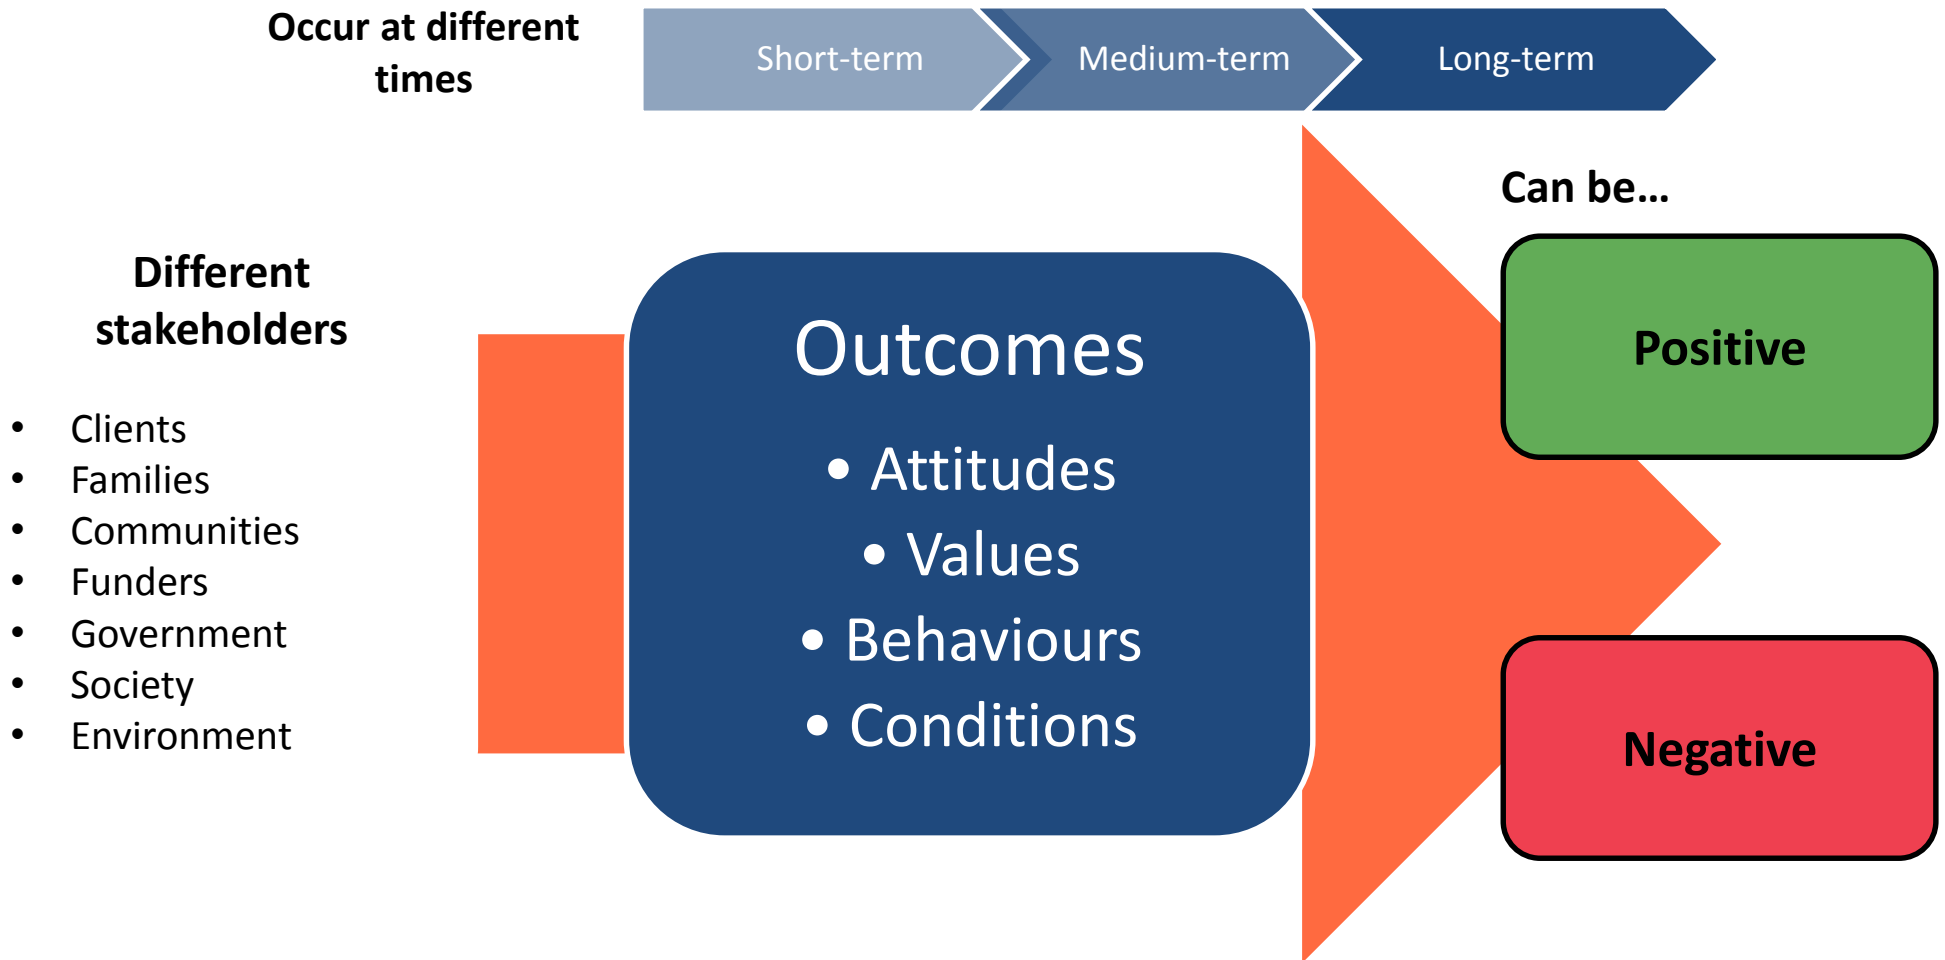 Occur at different
times
Short-term
Medium-term
Long-term
Can be...
Different
stakeholders
• Clients
• Families
• Communities
• Funders
• Government
• Society
• Environment
Outcomes
• Attitudes
• Values
• Behaviours
• Conditions
Positive
Negative